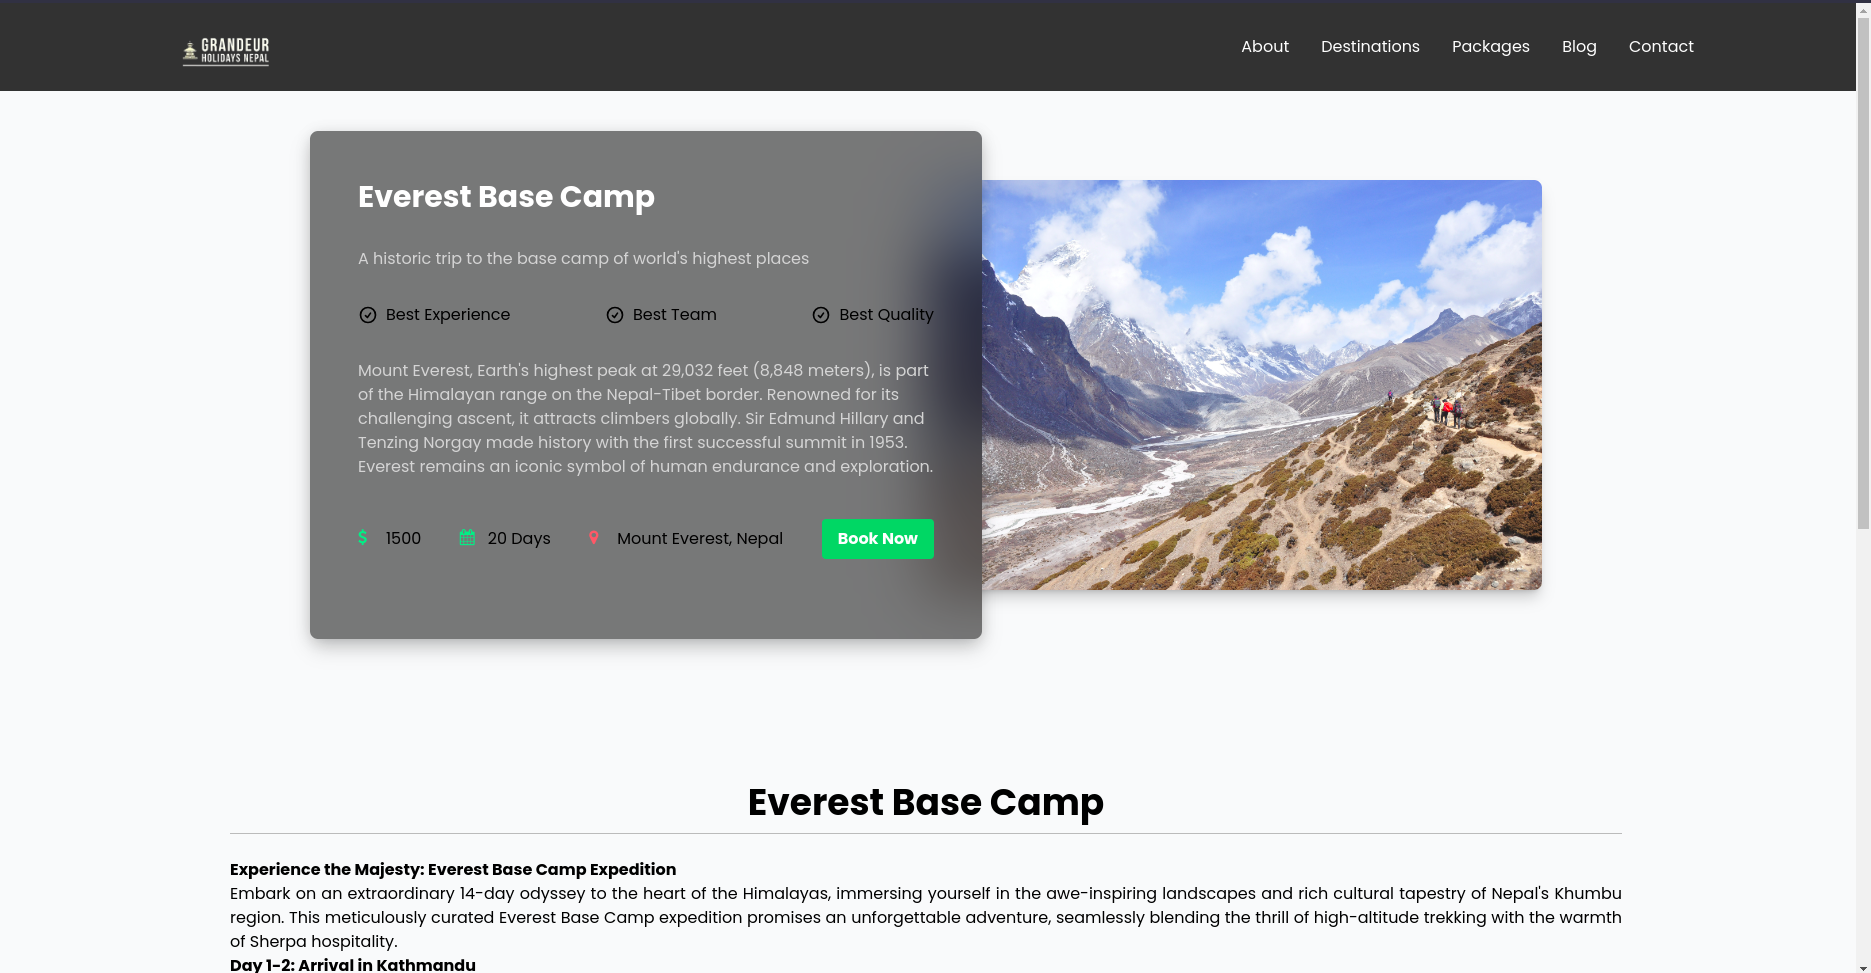 GRANDEUR
HOLIDAYS NEPAL
About Destinations Packages Blog Contact
Everest Base Camp
A historic trip to the base camp of world's highest places
Best Experience Best Team Best Quality
Mount Everest, Earth's highest peak at 29,032 feet (8,848 meters), is part
of the Himalayan range on the Nepal-Tibet border. Renowned for its
challenging ascent, it attracts climbers globally. Sir Edmund Hillary and
Tenzing Norgay made history with the first successful summit in 1953.
Everest remains an iconic symbol of human endurance and exploration.
$ 1500 20 Days Mount Everest, Nepal Book Now
Everest Base Camp
Experience the Majesty: Everest Base Camp Expedition
Embark on an extraordinary 14-day odyssey to the heart of the Himalayas, immersing yourself in the awe-inspiring landscapes and rich cultural tapestry of Nepal's Khumbu
region. This meticulously curated Everest Base Camp expedition promises an unforgettable adventure, seamlessly blending the thrill of high-altitude trekking with the warmth
of Sherpa hospitality.
Day 1-2: Arrival in Kathmandu